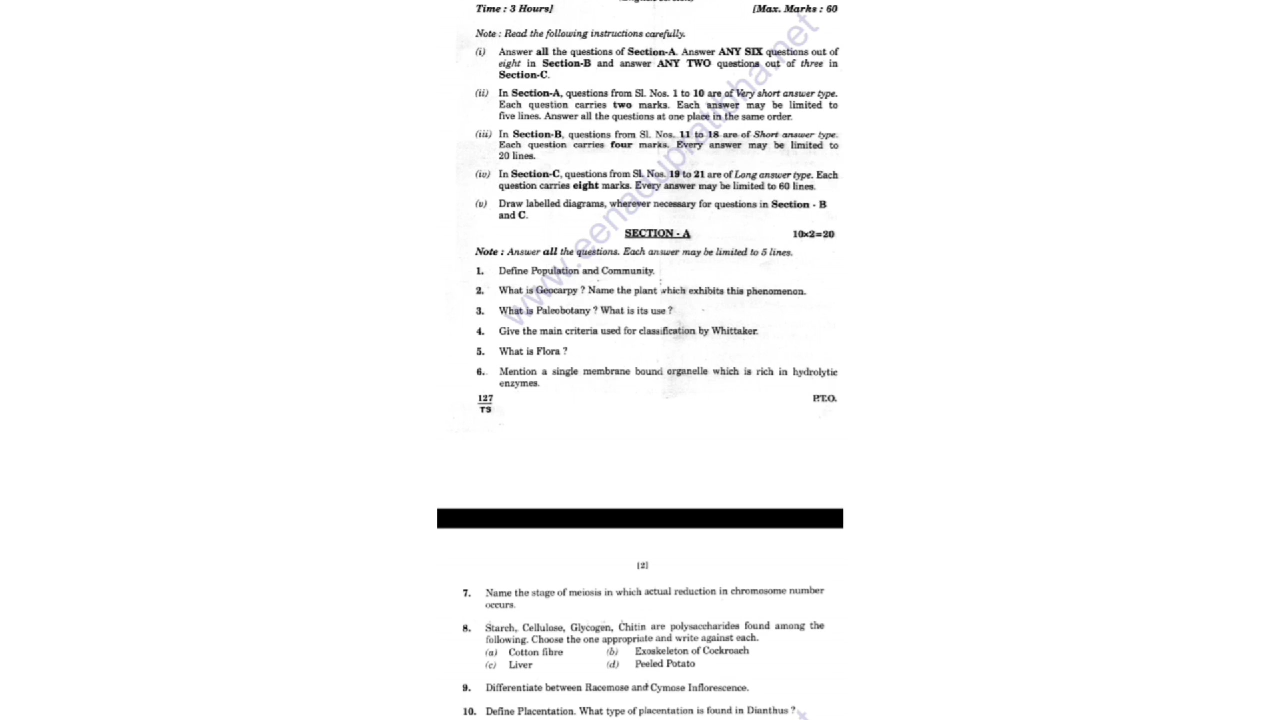 Time : 3 Hours]
[Max. Marks : 60
Note : Read the following instructions carefully.
(i) Answer all the questions of Section-A. Answer ANY SIX questions out of
eight in Section-B and answer ANY TWO questions out of three in
Section-C.
(ii) In Section-A, questions from Sl. Nos. 1 to 10 are of Very short answer type.
Each question carries two marks. Each answer may be limited to
five lines. Answer all the questions at one place in the same order.
(iii) In Section-B, questions from Sl. Nos. 11 to 18 are of Short answer type.
Each question carries four marks. Every answer may be limited to
20 lines.
(iv) In Section-C, questions from Sl. Nos. 19 to 21 are of Long answer type. Each
question carries eight marks. Every answer may be limited to 60 lines.
(v) Draw labelled diagrams, wherever necessary for questions in Section - B
and C.
SECTION - A 10×2=20
Note : Answer all the questions. Each answer may be limited to 5 lines.
1. Define Population and Community.
2. What is Geocarpy ? Name the plant which exhibits this phenomenon.
3. What is Paleobotany ? What is its use ?
4. Give the main criteria used for classification by Whittaker.
5. What is Flora ?
6. Mention a single membrane bound organelle which is rich in hydrolytic
enzymes.
127
TS
P.T.O.
www.eenadupratibha.net
[2]
7. Name the stage of meiosis in which actual reduction in chromosome number
occurs.
8. Starch, Cellulose, Glycogen, Chitin are polysaccharides found among the
following. Choose the one appropriate and write against each.
(a) Cotton fibre (b) Exoskeleton of Cockroach
(c) Liver (d) Peeled Potato
9. Differentiate between Racemose and Cymose Inflorescence.
10. Define Placentation. What type of placentation is found in Dianthus ?